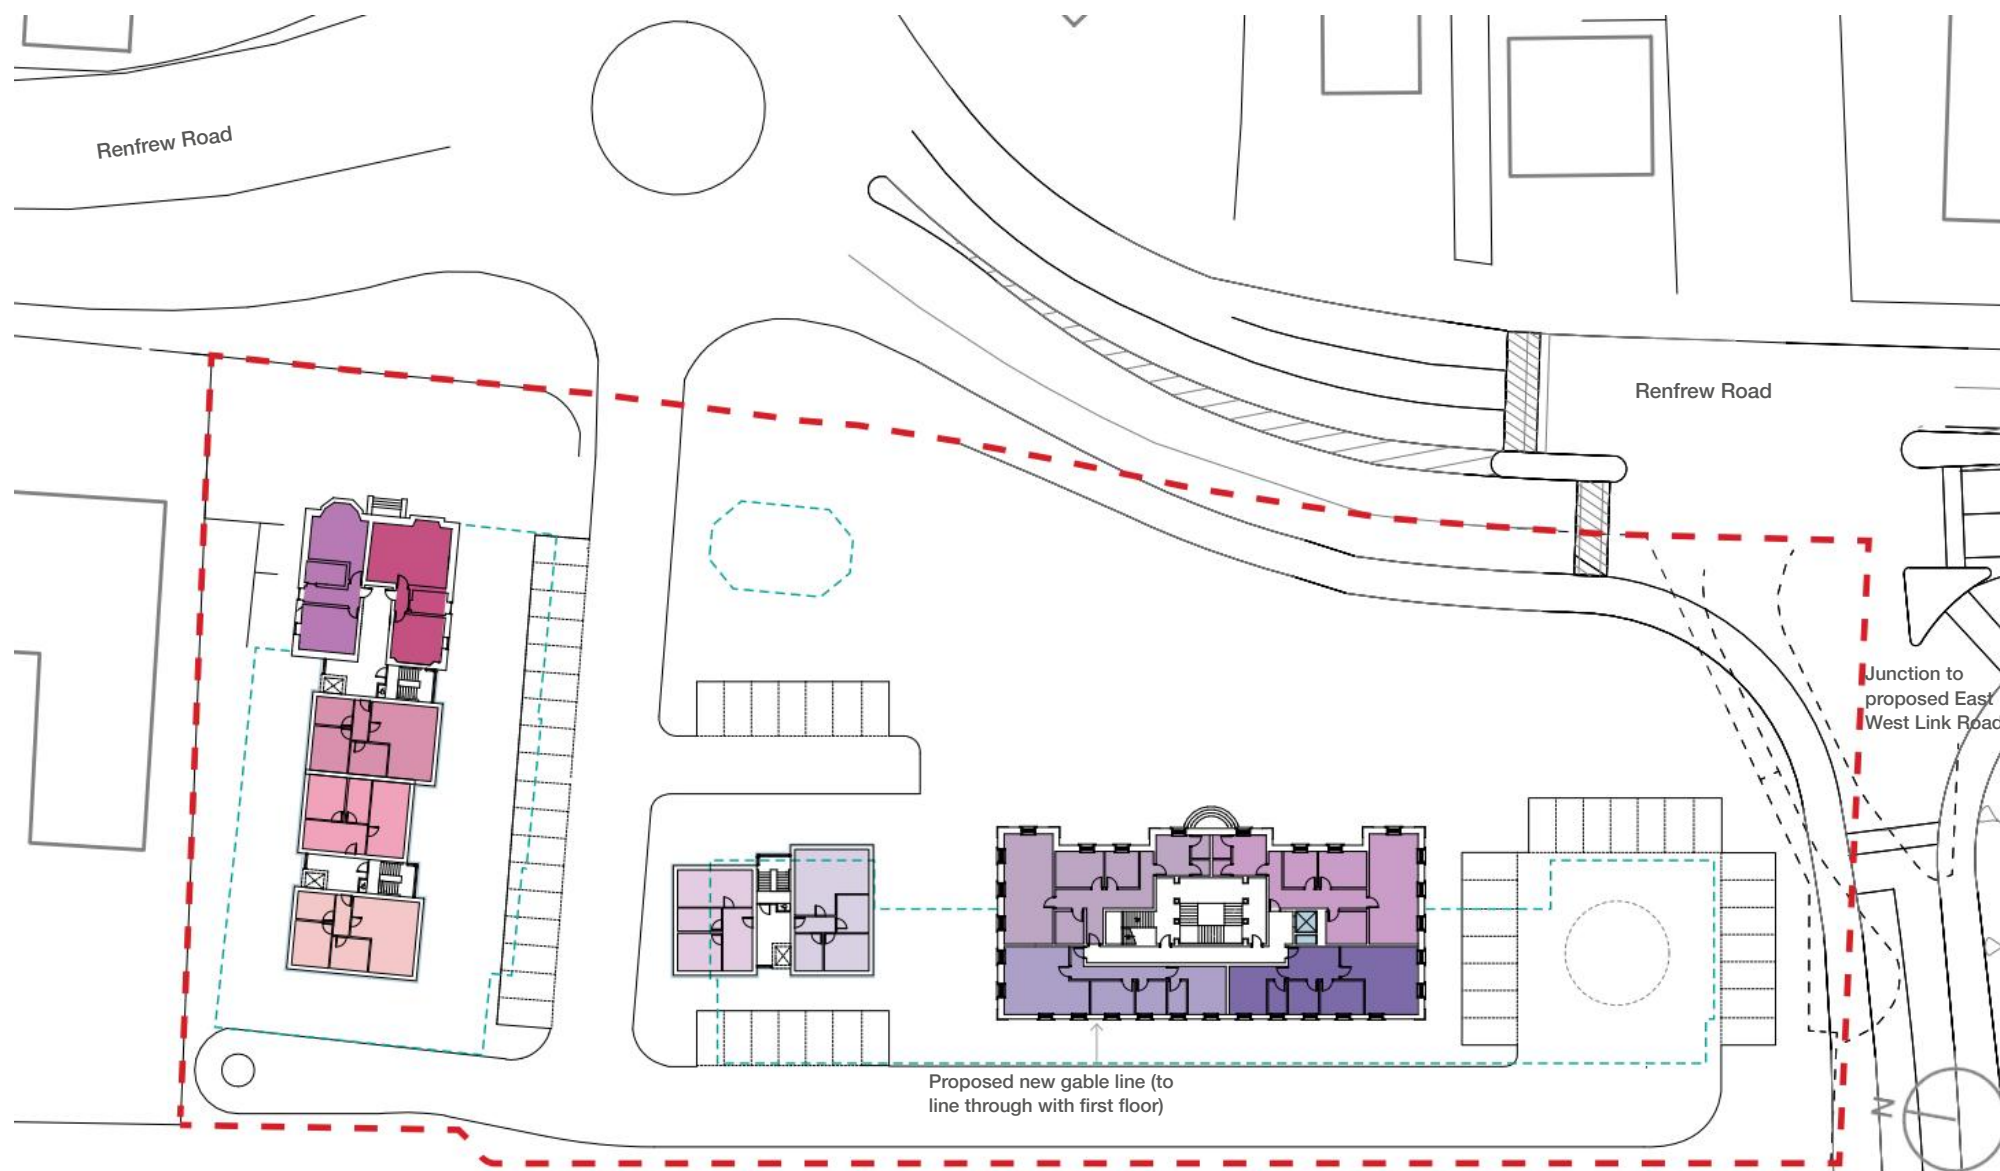 Renfrew Road
Renfrew Road
Junction to
proposed East
West Link Road
Proposed new gable line (to
line through with first floor)
N